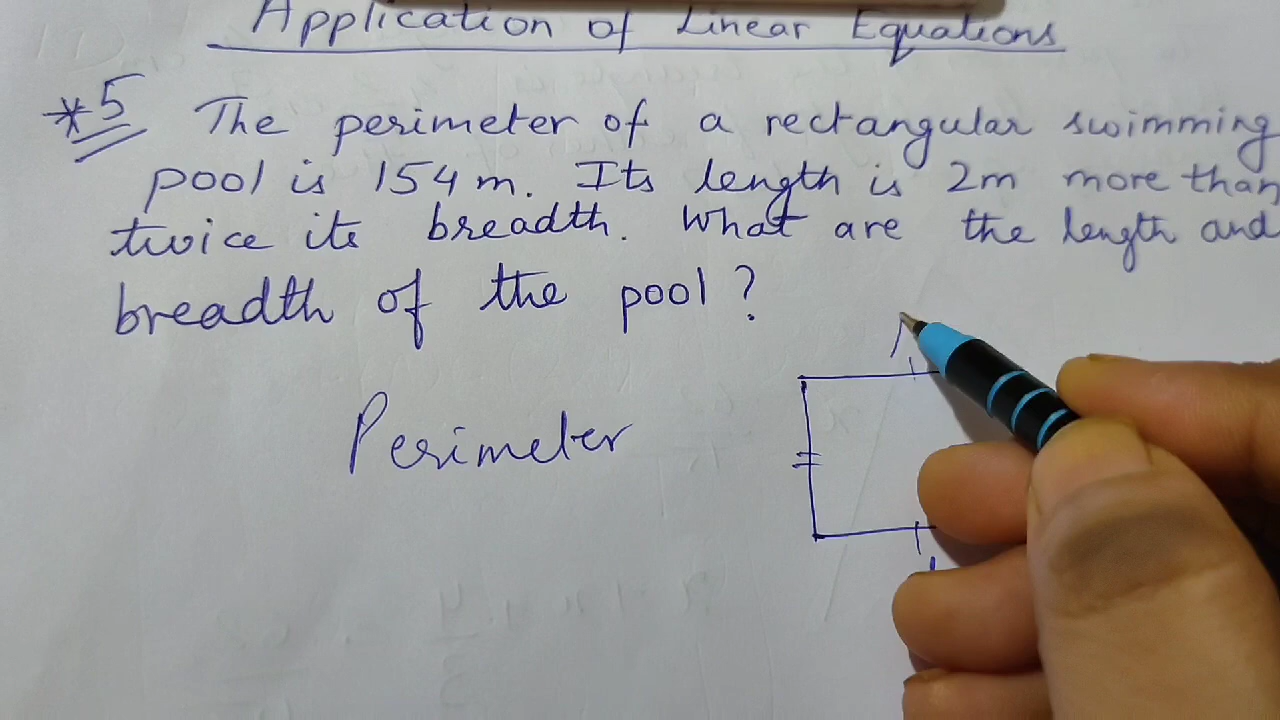 Application of Linear Equations
*5 The perimeter of a rectangular swimming
pool is 154 m. Its length is 2m more than
twice its breadth. What are the length and
breadth of the pool?
Perimeter